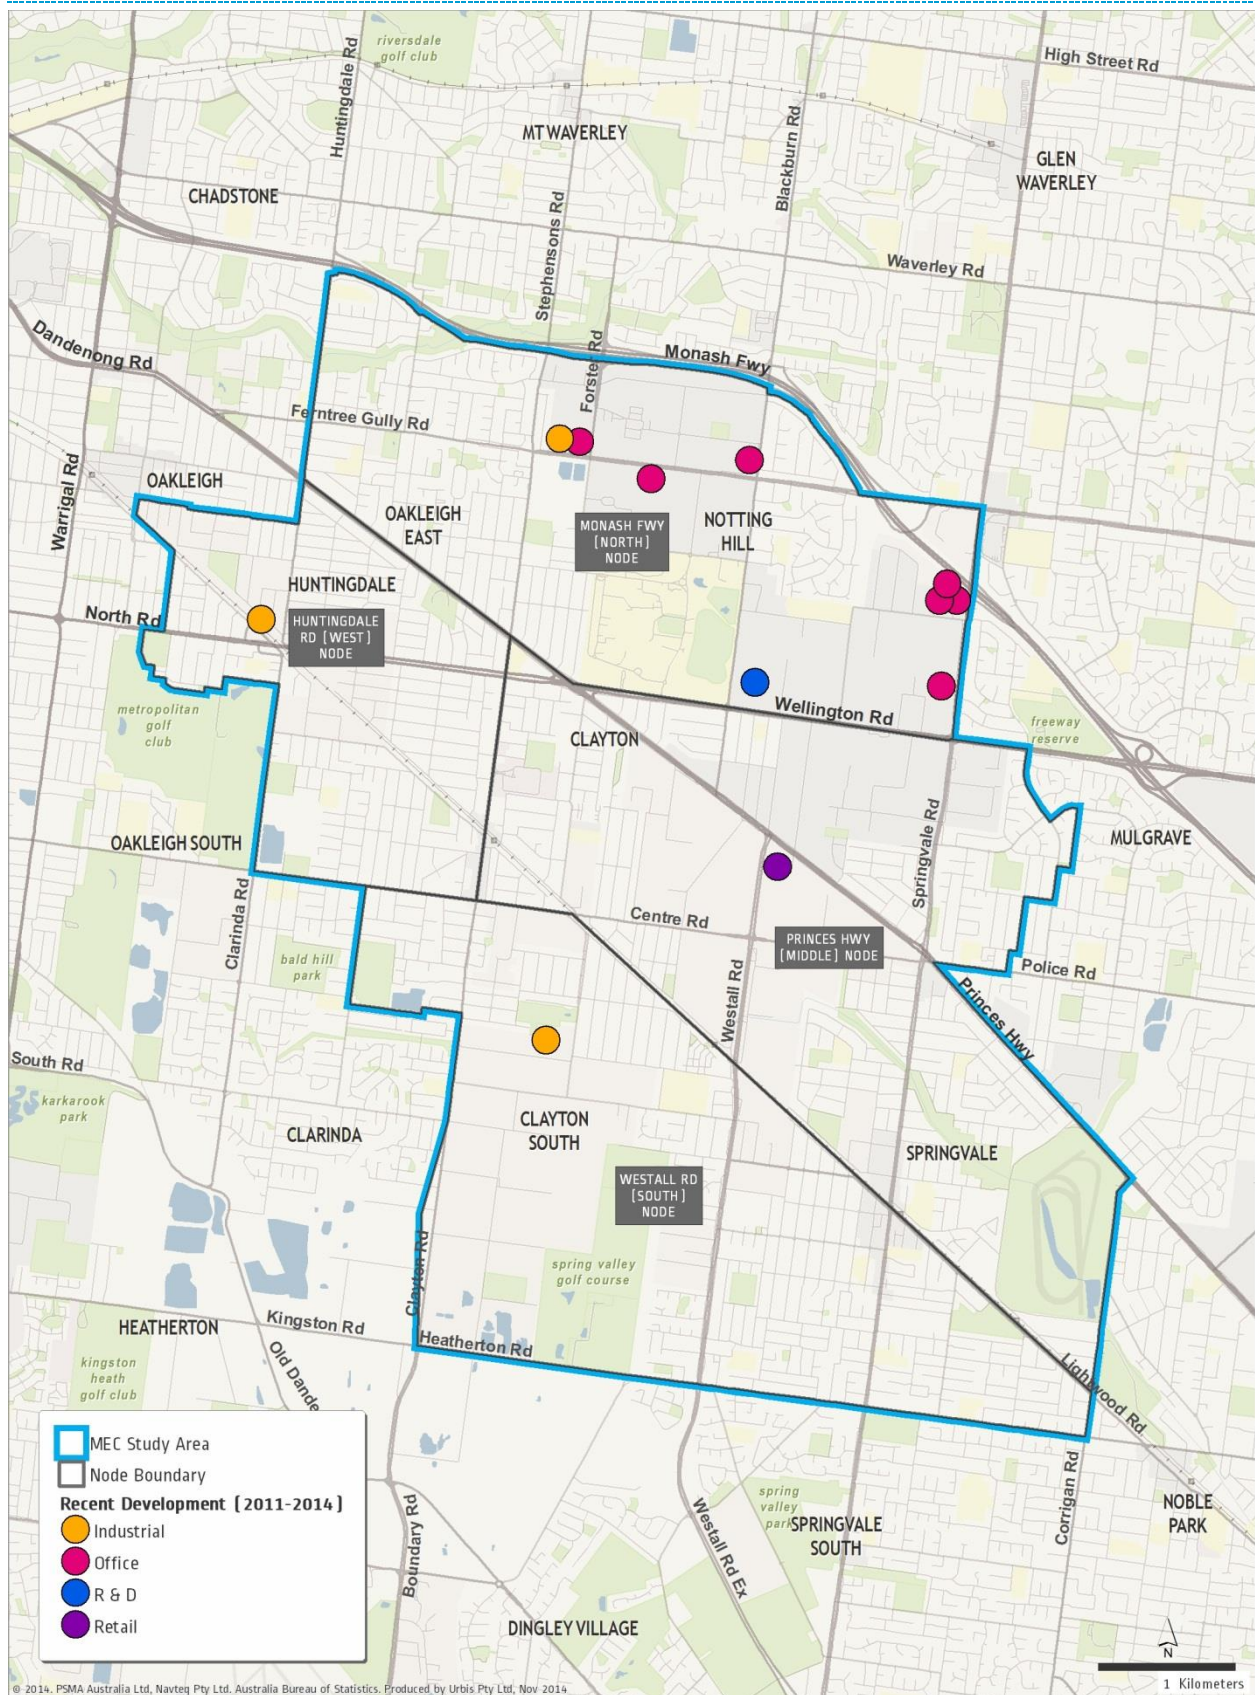 riversdale
golf club
High Street Rd
Huntingdale Rd
MT WAVERLEY
Blackburn Rd
GLEN
WAVERLEY
CHADSTONE
Stephensons Rd
Waverley Rd
Dandenong Rd
Forster Rd
Monash Fwy
Ferntree Gully Rd
Warrigal Rd
OAKLEIGH
OAKLEIGH
EAST
MONASH FWY
[NORTH]
NODE
NOTTING
HILL
HUNTINGDALE
North Rd
HUNTINGDALE
RD [WEST]
NODE
metropolitan
golf
club
Wellington Rd
freeway
reserve
CLAYTON
Springvale Rd
MULGRAVE
OAKLEIGH SOUTH
Clarinda Rd
Centre Rd
PRINCES HWY
[MIDDLE] NODE
bald hill
park
Police Rd
Westall Rd
Princes Hwy
South Rd
karkarook
park
CLARINDA
CLAYTON
SOUTH
SPRINGVALE
WESTALL RD
[SOUTH]
NODE
Clayton Rd
spring valley
golf course
HEATHERTON
Kingston Rd
Heatherton Rd
Old Dande
kingston
heath
golf club
Lightwood Rd
MEC Study Area
Node Boundary
Recent Development [2011-2014]
Industrial
Office
R & D
Retail
Boundary Rd
Westall Rd Ex
spring
valley
park
SPRINGVALE
SOUTH
Corrigan Rd
NOBLE
PARK
DINGLEY VILLAGE
N
1 Kilometers
© 2014. PSMA Australia Ltd, Navteq Pty Ltd. Australia Bureau of Statistics. Produced by Urbis Pty Ltd, Nov 2014